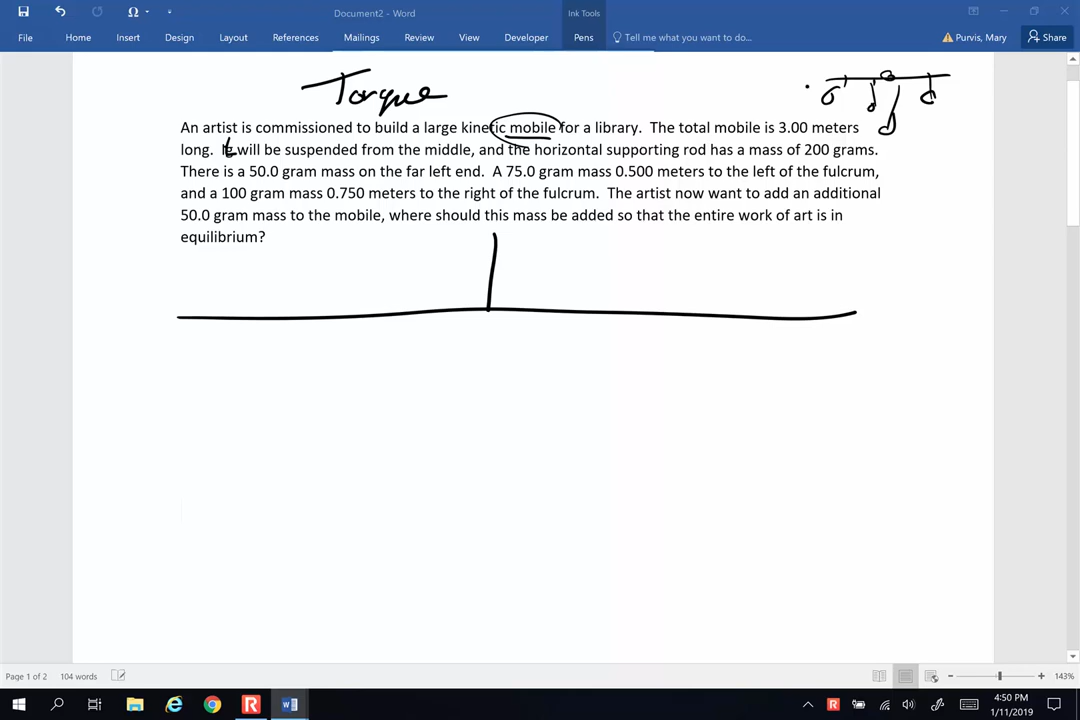 Document2 - Word
Ink Tools
File Home Insert Design Layout References Mailings Review View Developer Pens Tell me what you want to do... Purvis, Mary Share
Torque
An artist is commissioned to build a large kinetic mobile for a library. The total mobile is 3.00 meters
long. It will be suspended from the middle, and the horizontal supporting rod has a mass of 200 grams.
There is a 50.0 gram mass on the far left end. A 75.0 gram mass 0.500 meters to the left of the fulcrum,
and a 100 gram mass 0.750 meters to the right of the fulcrum. The artist now want to add an additional
50.0 gram mass to the mobile, where should this mass be added so that the entire work of art is in
equilibrium?
Page 1 of 2 104 words 143%
4:50 PM
1/11/2019